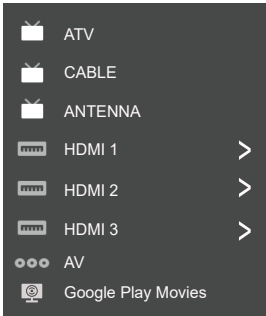 ATV
CABLE
ANTENNA
HDMI 1
HDMI 2
HDMI 3
AV
Google Play Movies